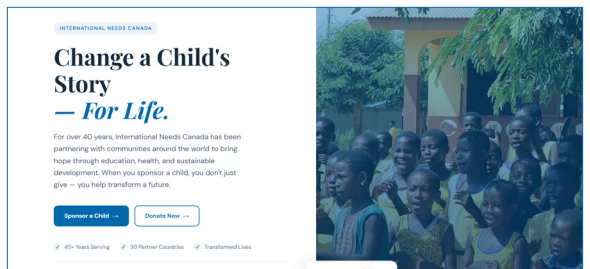 INTERNATIONAL NEEDS CANADA
Change a Child's
Story
— For Life.
For over 40 years, International Needs Canada has been
partnering with communities around the world to bring
hope through education, health, and sustainable
development. When you sponsor a child, you don't just
give — you help transform a future.
Sponsor a Child →
Donate Now →
✓ 45+ Years Serving
✓ 30 Partner Countries
✓ Transformed Lives